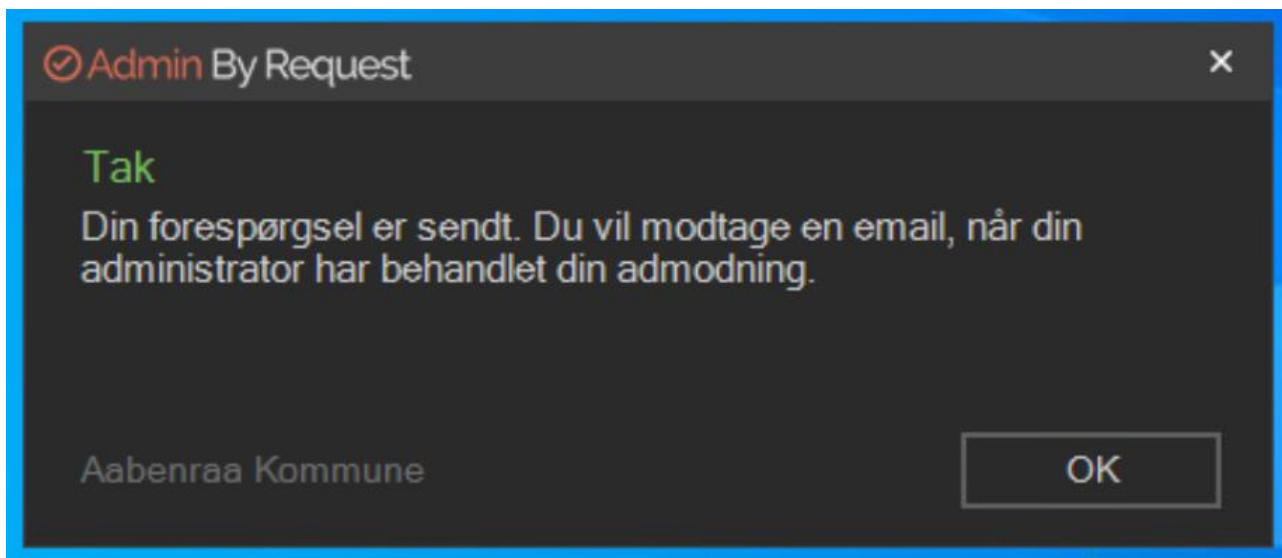 Admin By Request
Tak
Din forespørgsel er sendt. Du vil modtage en email, når din
administrator har behandlet din admodning.
Aabenraa Kommune
OK